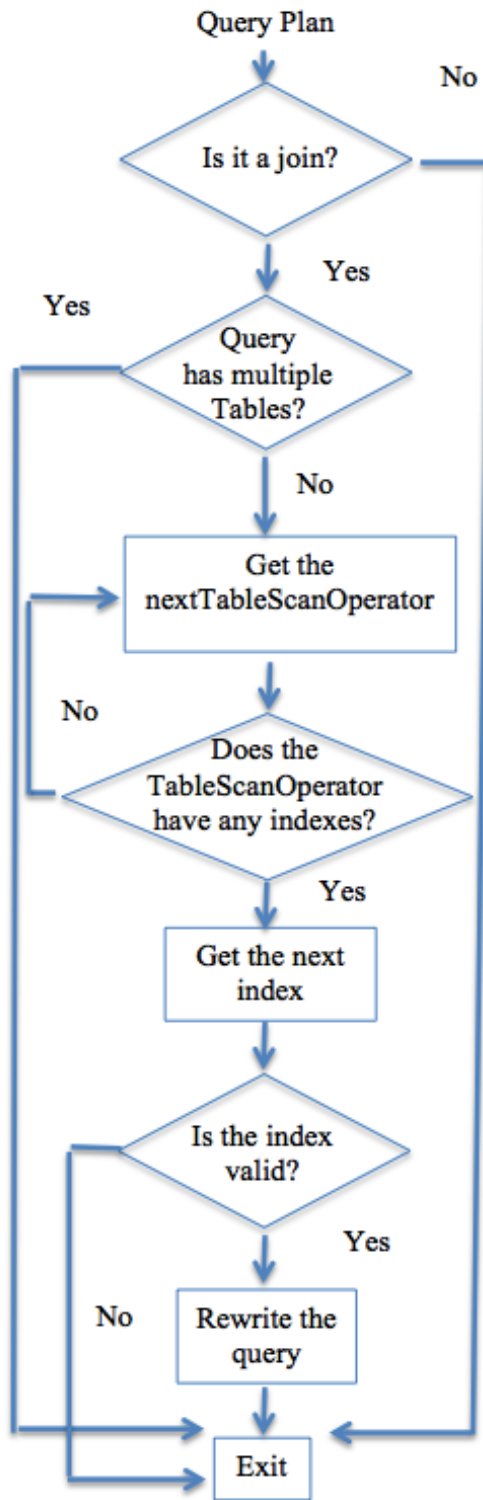 Query Plan
No
Is it a join?
Yes
Yes
Query
has multiple
Tables?
No
Get the
nextTableScanOperator
No
Does the
TableScanOperator
have any indexes?
Yes
Get the next
index
Is the index
valid?
Yes
No
Rewrite the
query
Exit